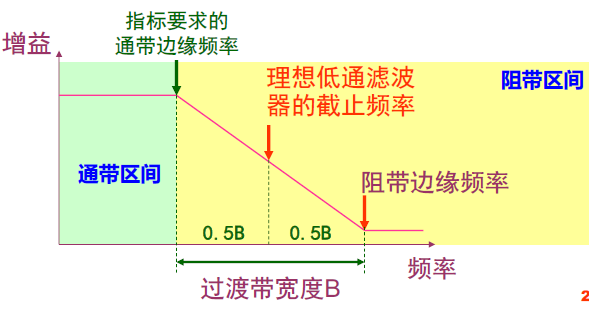 指标要求的
通带边缘频率
增益
理想低通滤波
器的截止频率
阻带区间
通带区间
阻带边缘频率
0.5B
0.5B
过渡带宽度B
频率
2